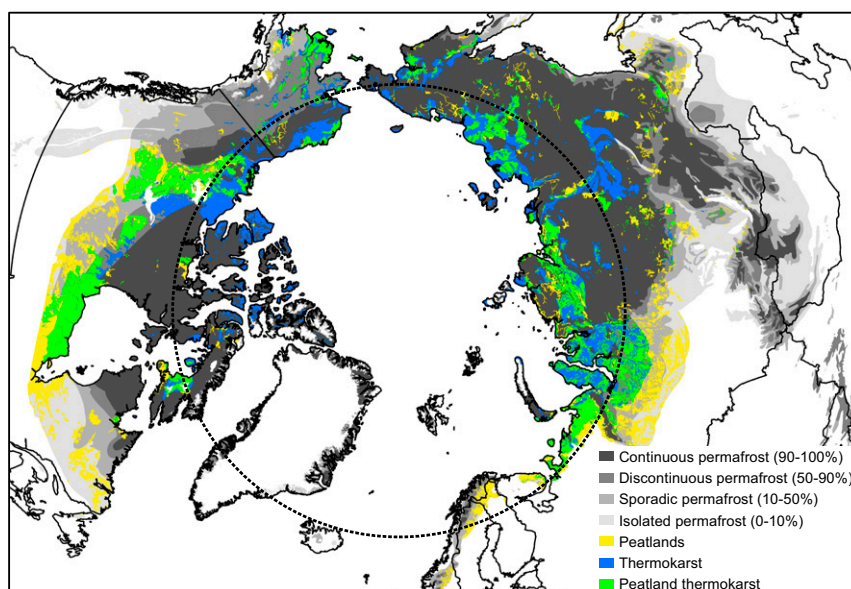 Continuous permafrost (90-100%)
Discontinuous permafrost (50-90%)
Sporadic permafrost (10-50%)
Isolated permafrost (0-10%)
Peatlands
Thermokarst
Peatland thermokarst